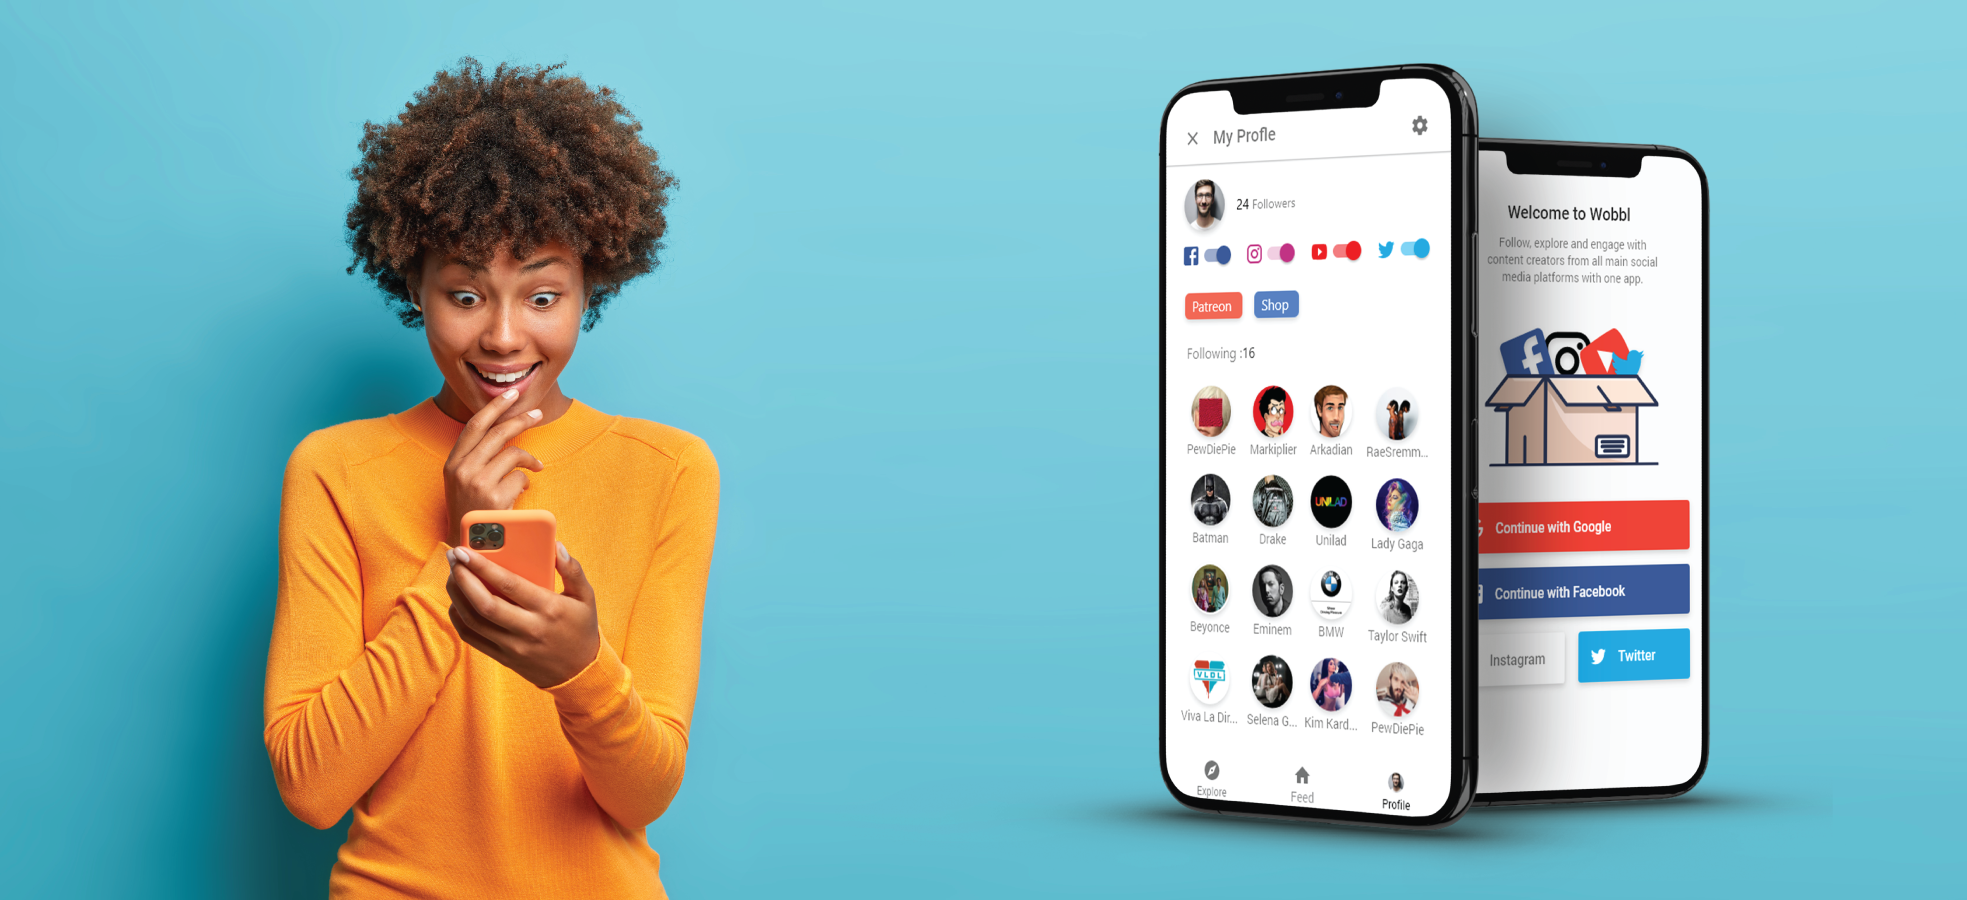 My Profle
24 Followers
Patreon
Shop
Following :16
PewDiePie
Markiplier
Arkadian
RaeSremm...
UNILAD
Batman
Drake
Unilad
Lady Gaga
Beyonce
Eminem
BMW
Taylor Swift
VLDL
Viva La Dir...
Selena G...
Kim Kard...
PewDiePie
Explore
Feed
Profile
Welcome to Wobbl
Follow, explore and engage with
content creators from all main social
media platforms with one app.
Continue with Google
Continue with Facebook
Instagram
Twitter